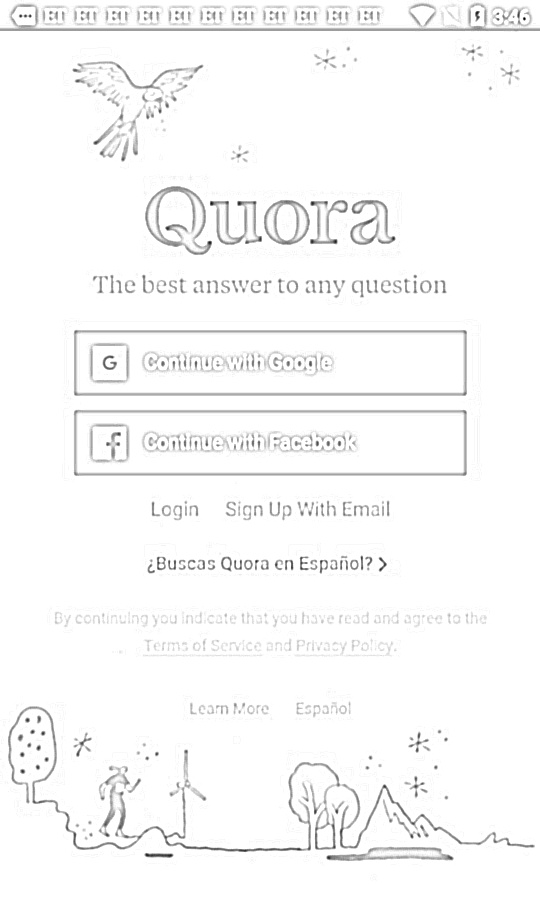 3:46
Quora
The best answer to any question
G Continue with Google
f Continue with Facebook
Login Sign Up With Email
¿Buscas Quora en Español?
By continuing you indicate that you have read and agree to the
Terms of Service and Privacy Policy.
Learn More Español